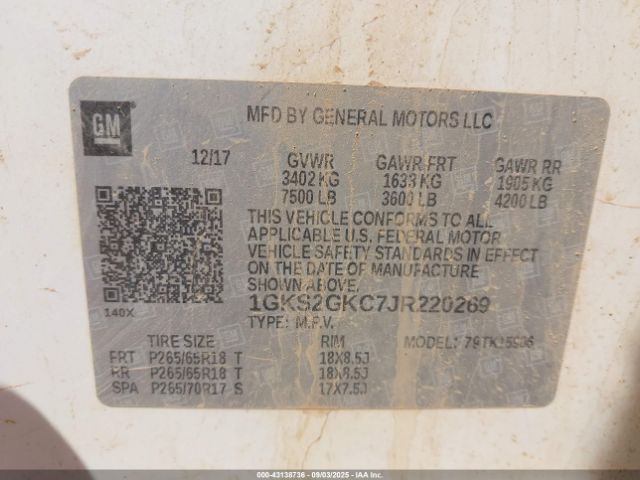 GM
MFD BY GENERAL MOTORS LLC
12/17 GVWR GAWR FRT GAWR RR
3402 KG 1633 KG 1905 KG
7500 LB 3600 LB 4200 LB
THIS VEHICLE CONFORMS TO ALL
APPLICABLE U.S. FEDERAL MOTOR
VEHICLE SAFETY STANDARDS IN EFFECT
ON THE DATE OF MANUFACTURE
SHOWN ABOVE.
140X 1GKS2GKC7JR220269
TYPE: M.P.V.
TIRE SIZE RIM MODEL:
FRT P265/65R18 T 18X8.5J
RR P265/65R18 T 18X8.5J
SPA P265/70R17 S 17X7.5J
000-43138736 - 09/03/2025 - IAAC, Inc.